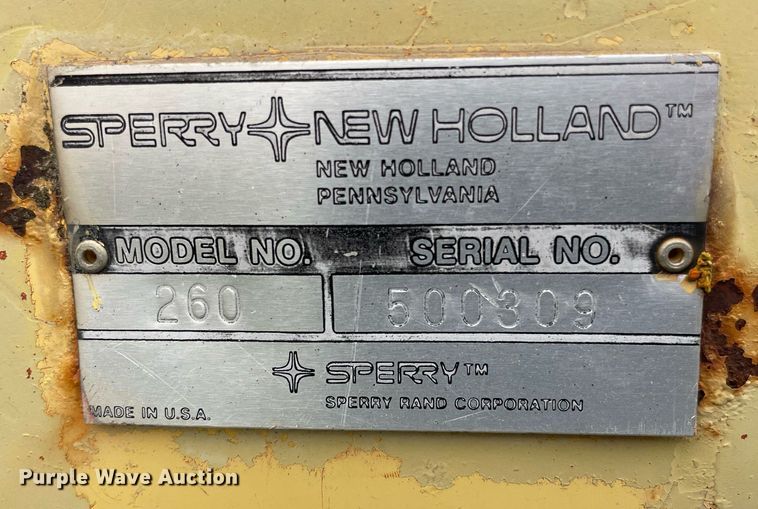 SPERRY NEW HOLLAND™
NEW HOLLAND
PENNSYLVANIA
MODEL NO. SERIAL NO.
260 500309
SPERRY™
SPERRY RAND CORPORATION
MADE IN U.S.A.
Purple Wave Auction